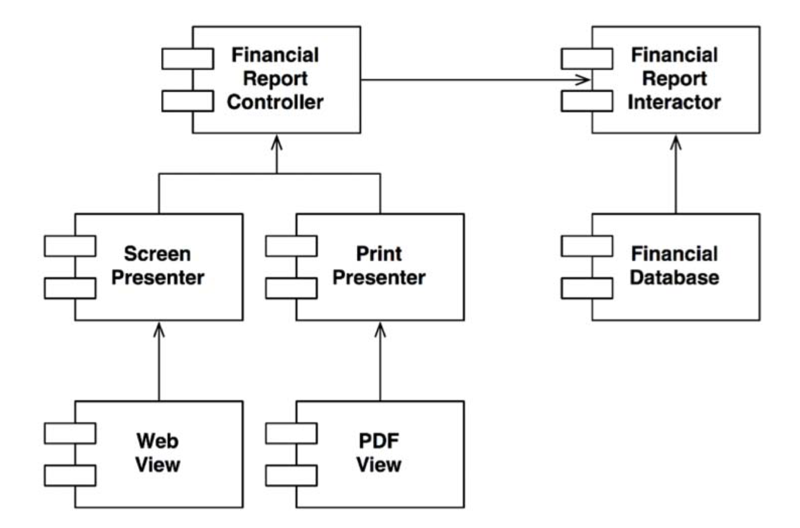 Financial
Report
Controller
Financial
Report
Interactor
Screen
Presenter
Print
Presenter
Financial
Database
Web
View
PDF
View